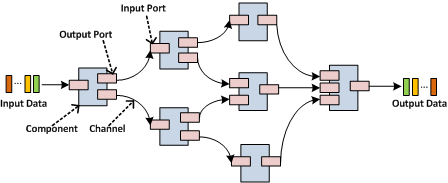 Input Port
Output Port
... 
Input Data
...
Output Data
Component
Channel